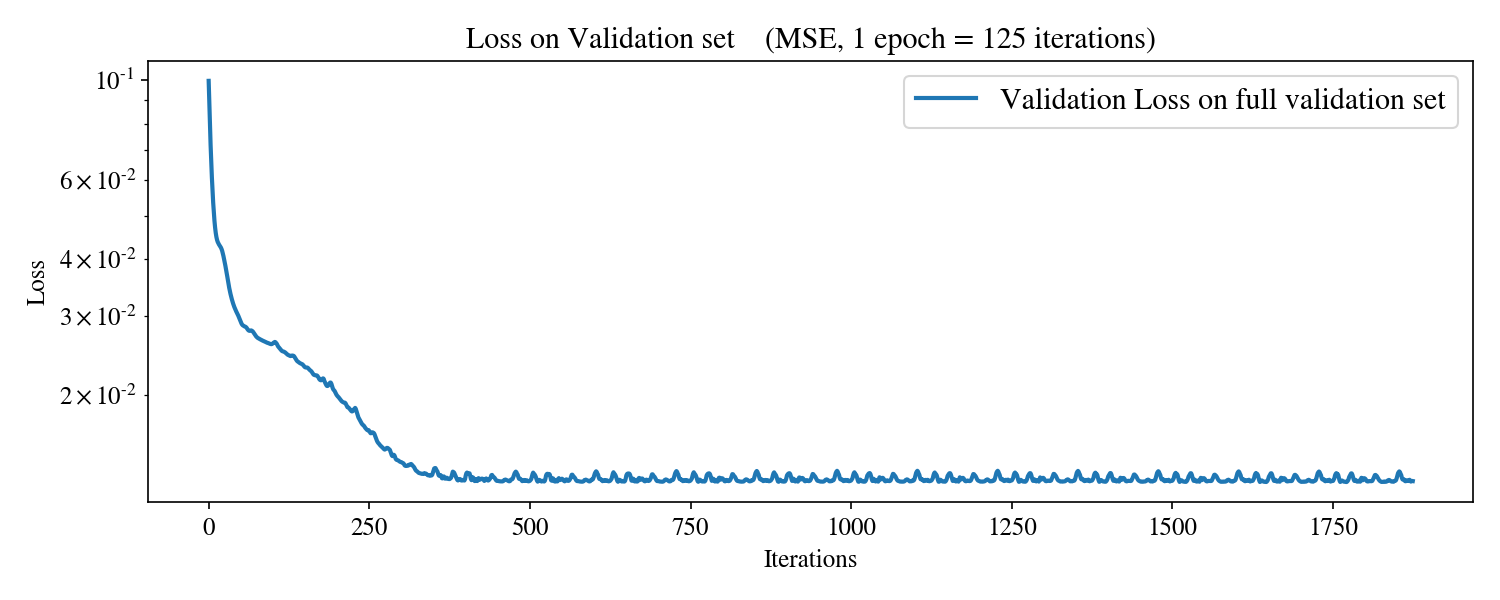 Loss on Validation set (MSE, 1 epoch = 125 iterations)
Validation Loss on full validation set
10⁻¹
6×10⁻²
4×10⁻²
3×10⁻²
2×10⁻²
Loss
0 250 500 750 1000 1250 1500 1750
Iterations